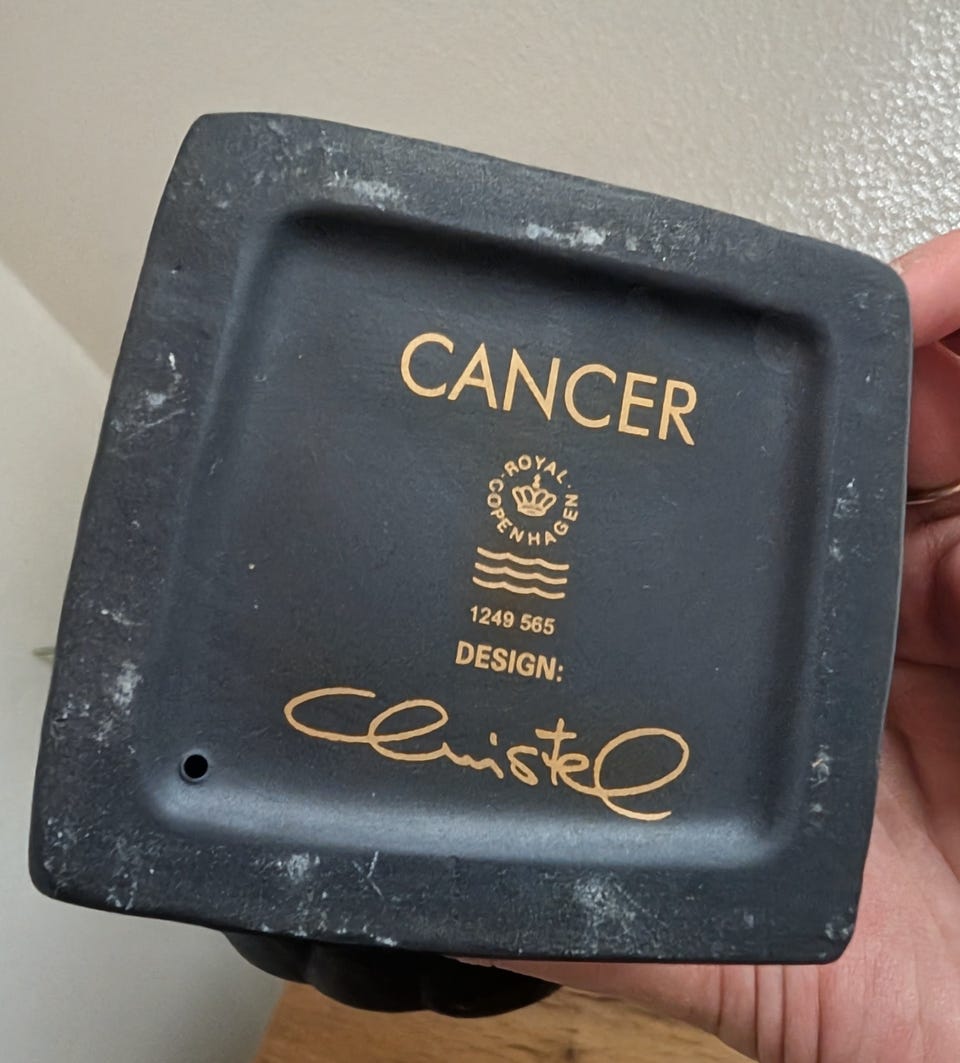 CANCER
ROYAL COPENHAGEN
1249 565
DESIGN:
Christel